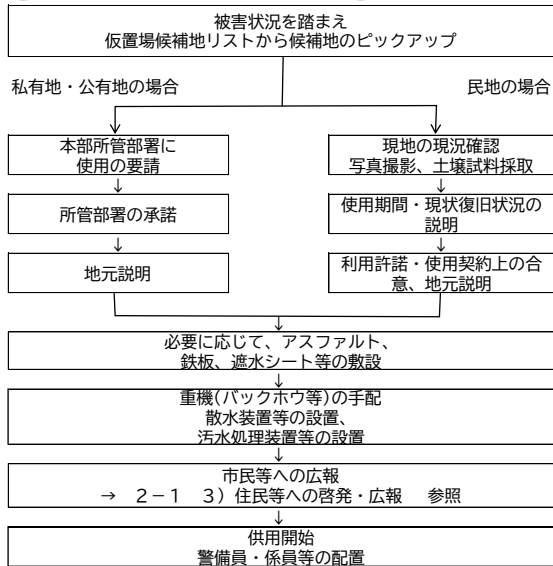 被害状況を踏まえ
仮置場候補地リストから候補地のピックアップ
私有地・公有地の場合
民地の場合
本部所管部署に
使用の要請
↓
所管部署の承諾
↓
地元説明
現地の現況確認
写真撮影、土壌試料採取
↓
使用期間・現状復旧状況の
説明
↓
利用許諾・使用契約上の合
意、地元説明
↓
必要に応じて、アスファルト、
鉄板、遮水シート等の敷設
↓
重機(バックホウ等)の手配
散水装置等の設置、
汚水処理装置等の設置
↓
市民等への広報
→ 2-1 3)住民等への啓発・広報 参照
↓
供用開始
警備員・係員等の配置